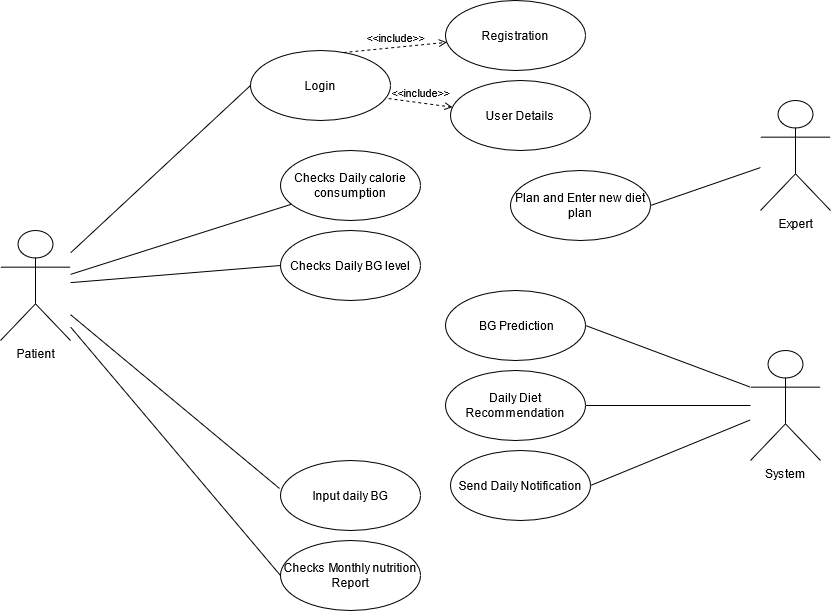 <<include>>
Registration
Login
<<include>>
User Details
Checks Daily calorie
consumption
Plan and Enter new diet
plan
Expert
Checks Daily BG level
Patient
BG Prediction
Daily Diet
Recommendation
System
Send Daily Notification
Input daily BG
Checks Monthly nutrition
Report